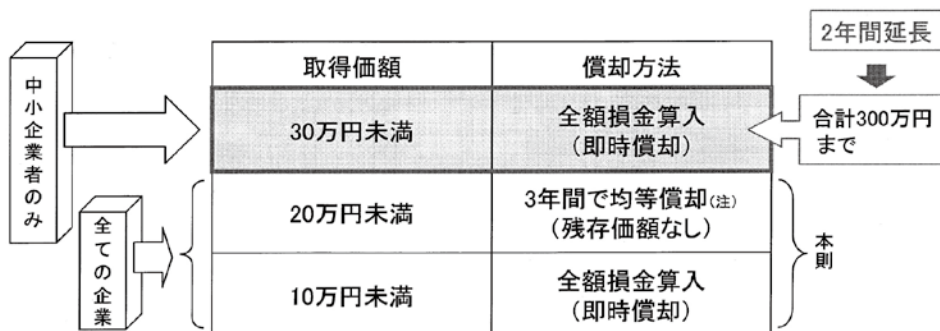 中小企業者のみ
全ての企業
取得価額
償却方法
30万円未満
全額損金算入
(即時償却)
20万円未満
3年間で均等償却(注)
(残存価額なし)
10万円未満
全額損金算入
(即時償却)
2年間延長
合計300万円
まで
本則